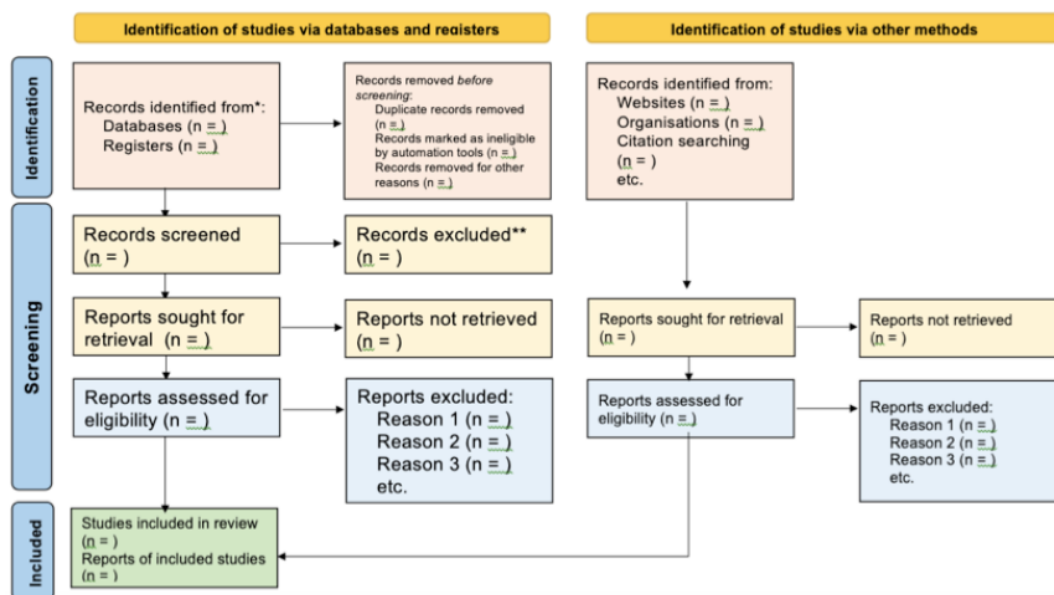 Identification of studies via databases and registers
Identification of studies via other methods
Identification
Records identified from*:
Databases (n = )
Registers (n = )
Records removed before
screening:
Duplicate records removed
(n = )
Records marked as ineligible
by automation tools (n = )
Records removed for other
reasons (n = )
Records identified from:
Websites (n = )
Organisations (n = )
Citation searching
(n = )
etc.
Screening
Records screened
(n = )
Records excluded**
(n = )
Reports sought for
retrieval (n = )
Reports not retrieved
(n = )
Reports sought for retrieval
(n = )
Reports not retrieved
(n = )
Reports assessed for
eligibility (n = )
Reports excluded:
Reason 1 (n = )
Reason 2 (n = )
Reason 3 (n = )
etc.
Reports assessed for
eligibility (n = )
Reports excluded:
Reason 1 (n = )
Reason 2 (n = )
Reason 3 (n = )
etc.
Included
Studies included in review
(n = )
Reports of included studies
(n = )